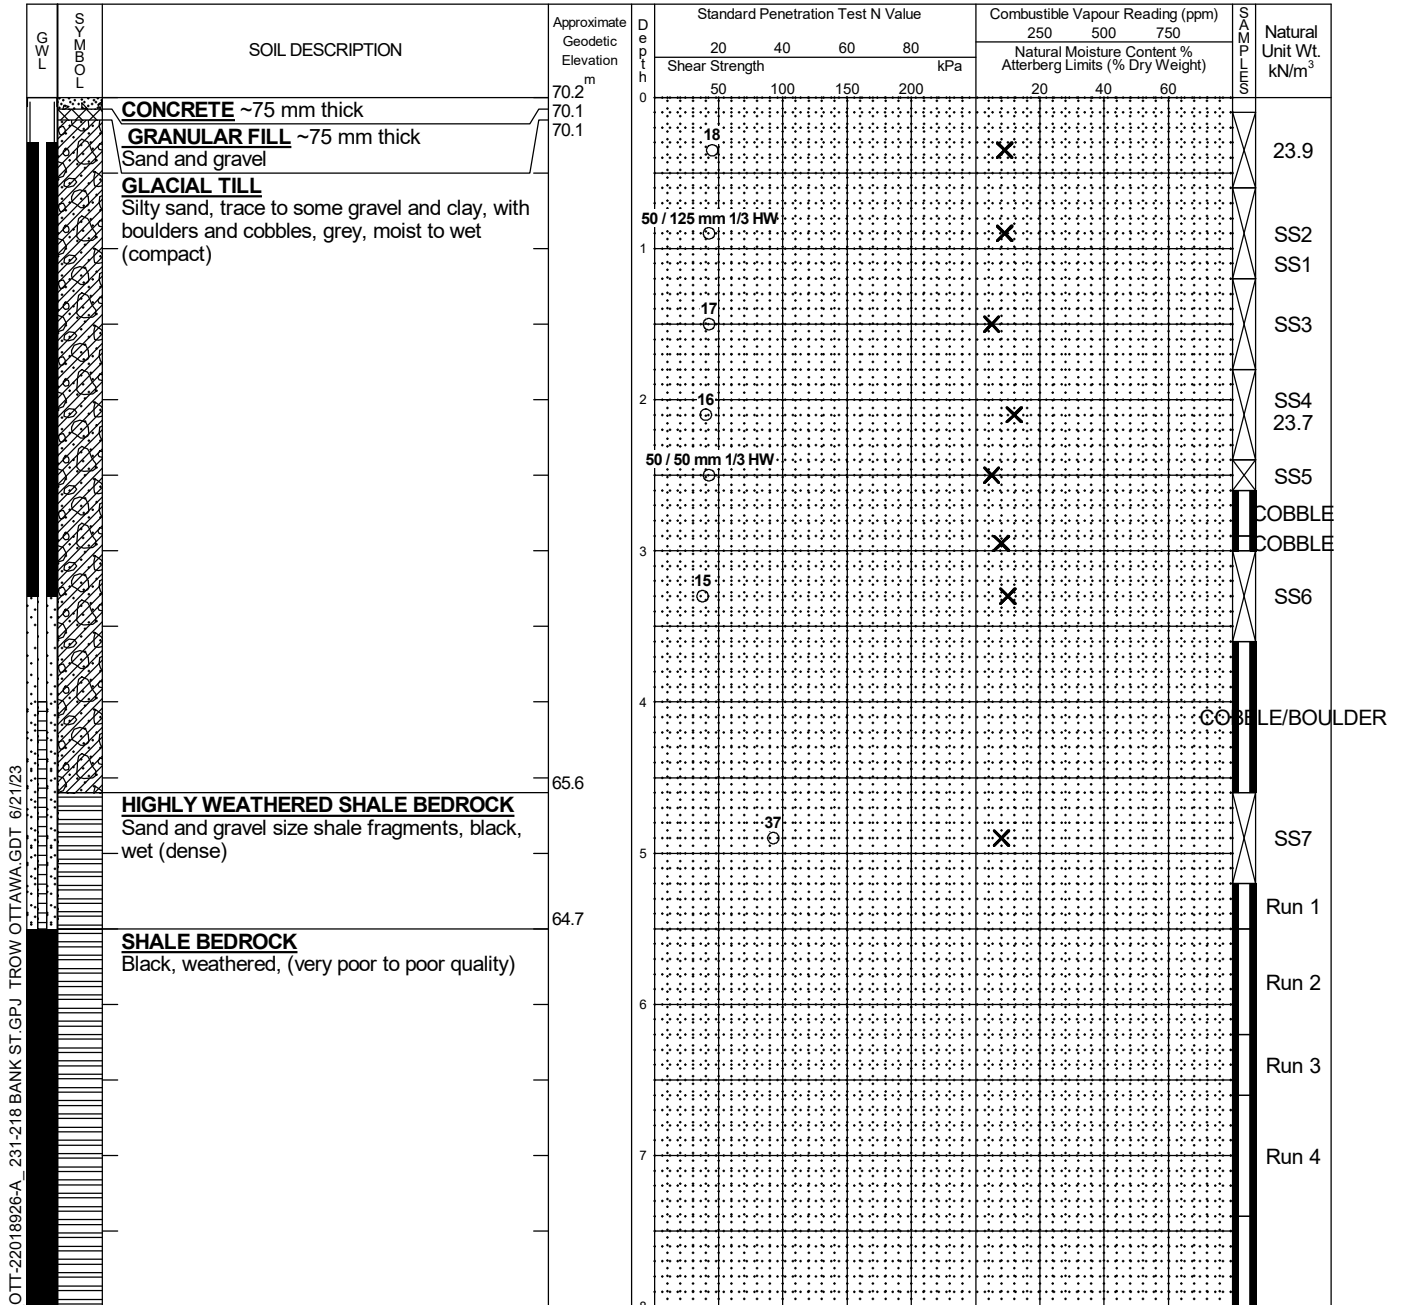 GWL
SYMBOL
SOIL DESCRIPTION
Approximate
Geodetic
Elevation
m
Depth
Standard Penetration Test N Value
20 40 60 80
Shear Strength kPa
50 100 150 200
Combustible Vapour Reading (ppm)
250 500 750
Natural Moisture Content %
Atterberg Limits (% Dry Weight)
20 40 60
SAMPLES
Natural
Unit Wt.
kN/m³
70.2
0
CONCRETE ~75 mm thick
70.1
GRANULAR FILL ~75 mm thick
70.1
Sand and gravel
18
23.9
GLACIAL TILL
Silty sand, trace to some gravel and clay, with
boulders and cobbles, grey, moist to wet
(compact)
50 / 125 mm 1/3 HW
SS2
1
SS1
17
SS3
2
16
SS4
23.7
50 / 50 mm 1/3 HW
SS5
COBBLE
COBBLE
3
15
SS6
4
COBBLE/BOULDER
65.6
HIGHLY WEATHERED SHALE BEDROCK
Sand and gravel size shale fragments, black,
wet (dense)
37
SS7
5
Run 1
64.7
SHALE BEDROCK
Black, weathered, (very poor to poor quality)
Run 2
6
Run 3
7
Run 4
8
OTT-22018926-A_ 231-218 BANK ST.GPJ TROW OTTAWA.GDT 6/21/23